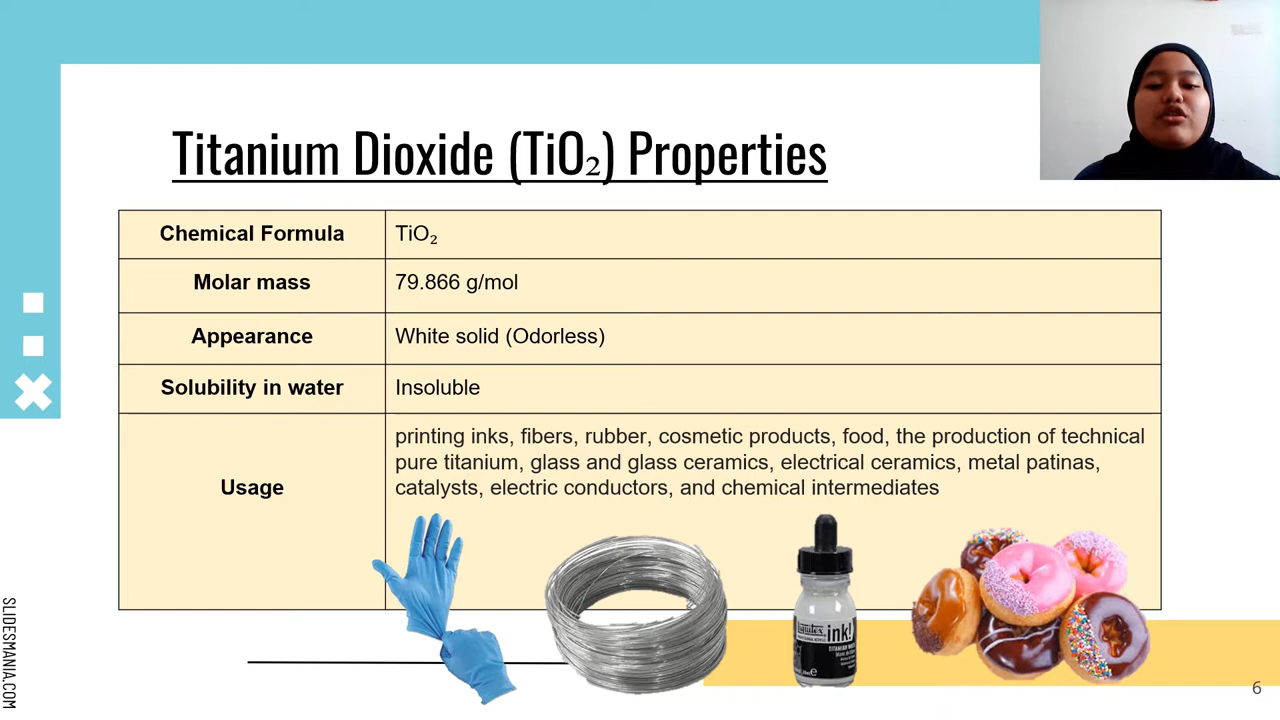 Titanium Dioxide (TiO₂) Properties
Chemical Formula
TiO₂
Molar mass
79.866 g/mol
Appearance
White solid (Odorless)
Solubility in water
Insoluble
Usage
printing inks, fibers, rubber, cosmetic products, food, the production of technical
pure titanium, glass and glass ceramics, electrical ceramics, metal patinas,
catalysts, electric conductors, and chemical intermediates
Liquitex
ink!
SLIDESMANIA.COM
6